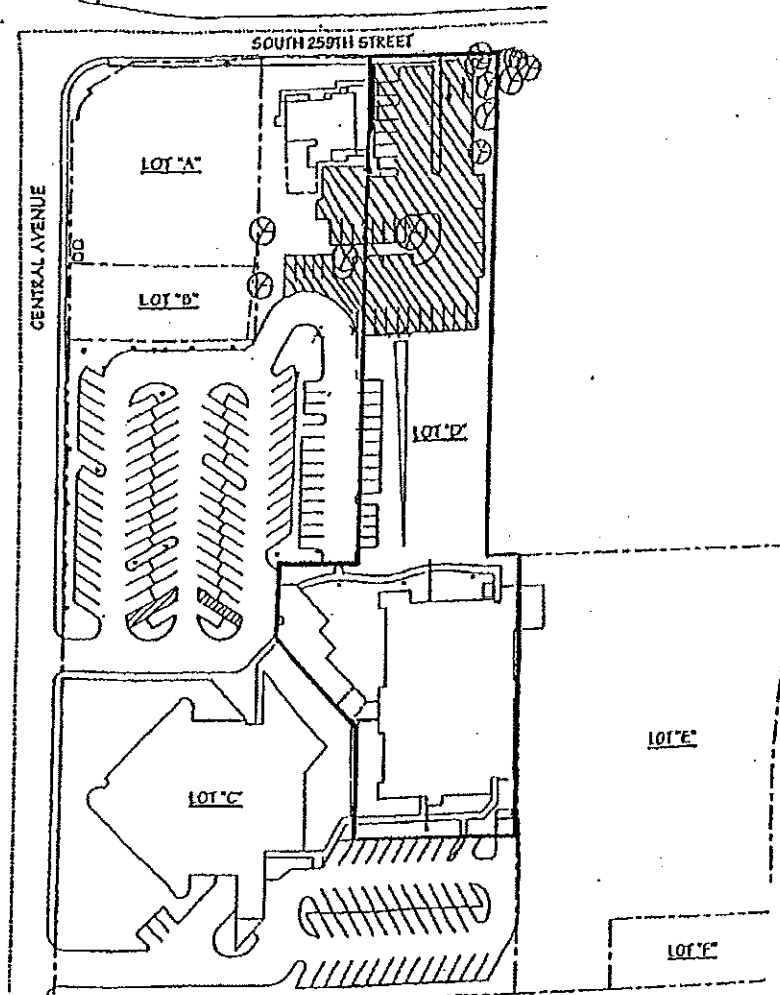 SOUTH 259TH STREET
LOT "A"
CENTRAL AVENUE
LOT "B"
LOT "D"
LOT "E"
LOT "C"
LOT "F"